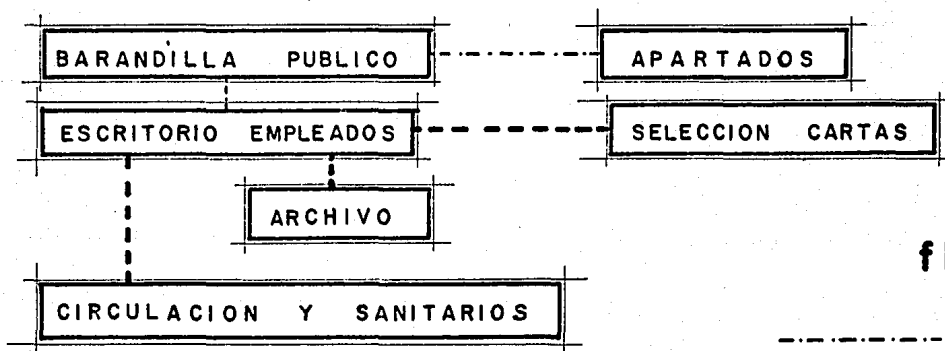 BARANDILLA PUBLICO
APARTADOS
ESCRITORIO EMPLEADOS
SELECCION CARTAS
ARCHIVO
CIRCULACION Y SANITARIOS